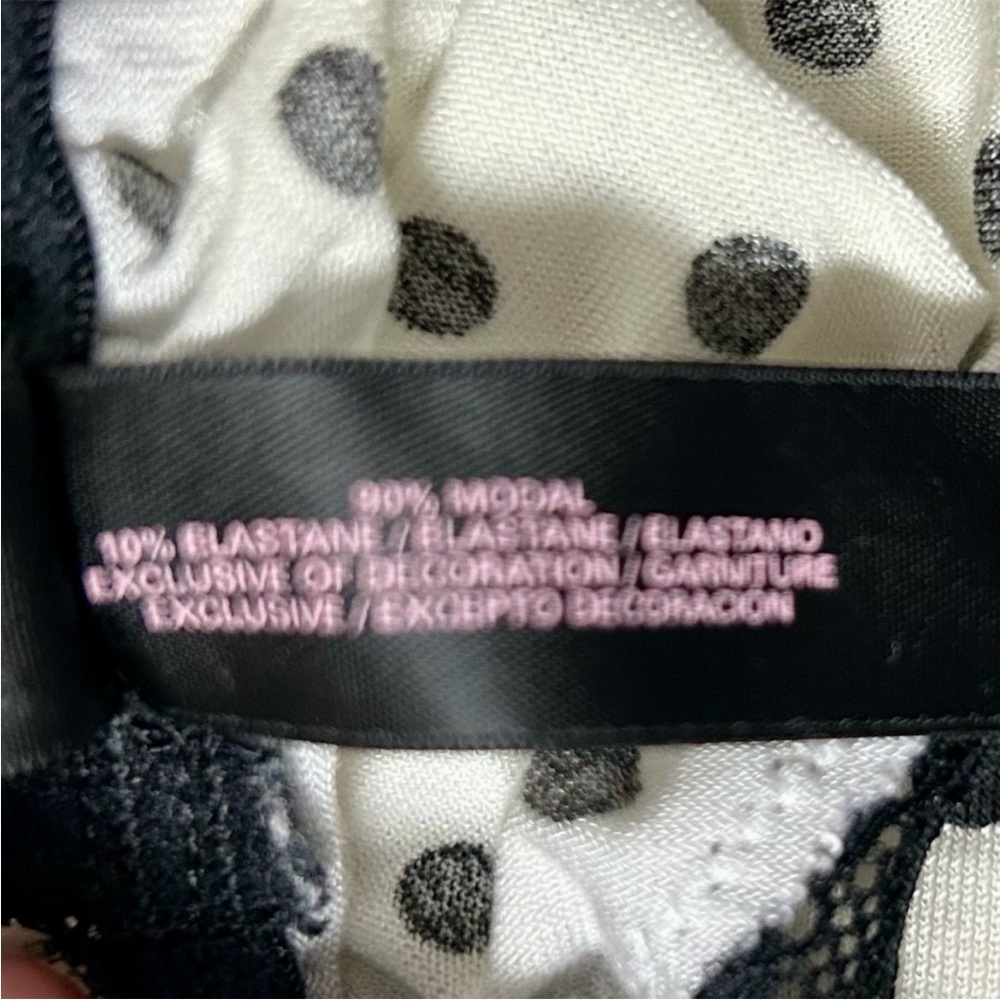 90% MODAL
10% ELASTANE / ELASTANE / ELASTANO
EXCLUSIVE OF DECORATION / GARNITURE
EXCLUSIVE / EXCEPTO DECORACION